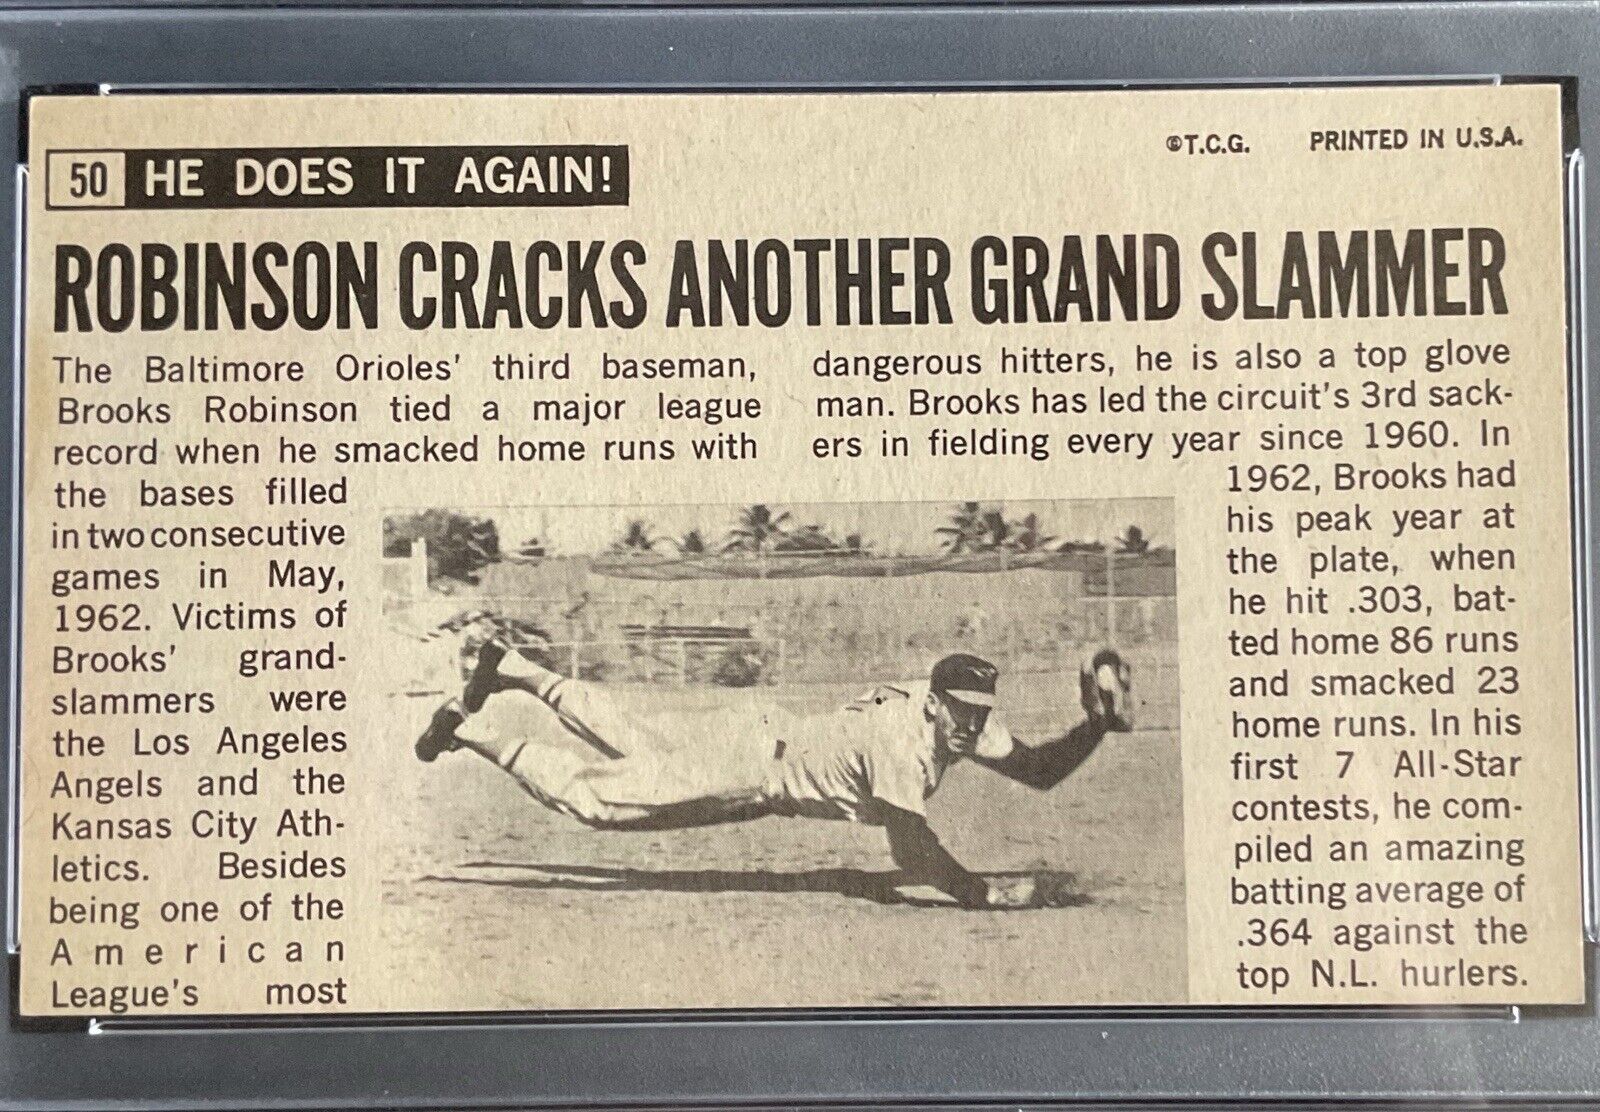 ©T.C.G. PRINTED IN U.S.A.
50 HE DOES IT AGAIN!
ROBINSON CRACKS ANOTHER GRAND SLAMMER
The Baltimore Orioles' third baseman,
Brooks Robinson tied a major league
record when he smacked home runs with
the bases filled
in two consecutive
games in May,
1962. Victims of
Brooks' grand-
slammers were
the Los Angeles
Angels and the
Kansas City Ath-
letics. Besides
being one of the
American
League's most
dangerous hitters, he is also a top glove
man. Brooks has led the circuit's 3rd sack-
ers in fielding every year since 1960. In
1962, Brooks had
his peak year at
the plate, when
he hit .303, bat-
ted home 86 runs
and smacked 23
home runs. In his
first 7 All-Star
contests, he com-
piled an amazing
batting average of
.364 against the
top N.L. hurlers.